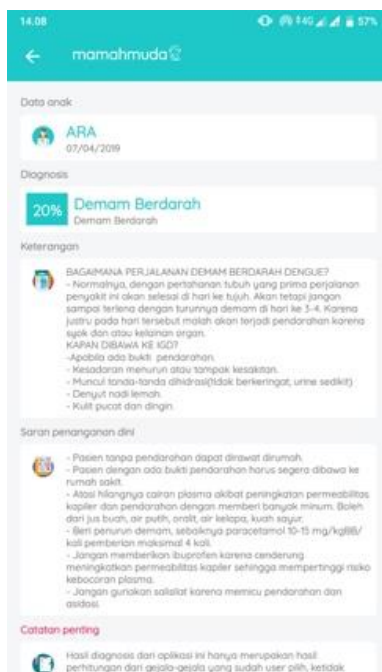 14.08
4G 57%
mamahmuda
Data anak
ARA
07/04/2019
Diagnosis
20% Demam Berdarah
Demam Berdarah
Keterangan
BAGAIMANA PERJALANAN DEMAM BERDARAH DENGUE?
- Normalnya, dengan pertahanan tubuh yang prima perjalanan
penyakit ini akan selesai di hari ke tujuh. Akan tetapi jangan
sampai terlena dengan turunnya demam di hari ke 3-4. Karena
justru pada hari tersebut malah akan terjadi pendarahan karena
syok dan atau kelainan organ.
KAPAN DIBAWA KE IGD?
-Apabila ada bukti pendarahan.
- Kesadaran menurun atau tampak kesakitan.
- Muncul tanda-tanda dihidrasi(tidak berkeringat, urine sedikit)
- Denyut nadi lemah.
- Kulit pucat dan dingin.
Saran penanganan dini
- Pasien tanpa pendarahan dapat dirawat dirumah.
- Pasien dengan ada bukti pendarahan harus segera dibawa ke
rumah sakit.
- Atasi hilangnya cairan plasma akibat peningkatan permeabilitas
kapiler dan pendarahan dengan memberi banyak minum. Boleh
dari jus buah, air putih, oralit, air kelapa, kuah sayur.
- Beri penurun demam, sebaiknya paracetamol 10-15 mg/kgBB/
kali pemberian maksimal 4 kali.
- Jangan memberikan ibuprofen karena cenderung
meningkatkan permeabilitas kapiler sehingga mempertinggi risiko
kebocoran plasma.
- Jangan gunakan salisilat karena memicu pendarahan dan
asidosi.
Catatan penting
Hasil diagnosis dari aplikasi ini hanya merupakan hasil
perhitungan dari gejala-gejala yang sudah user pilih, ketidak